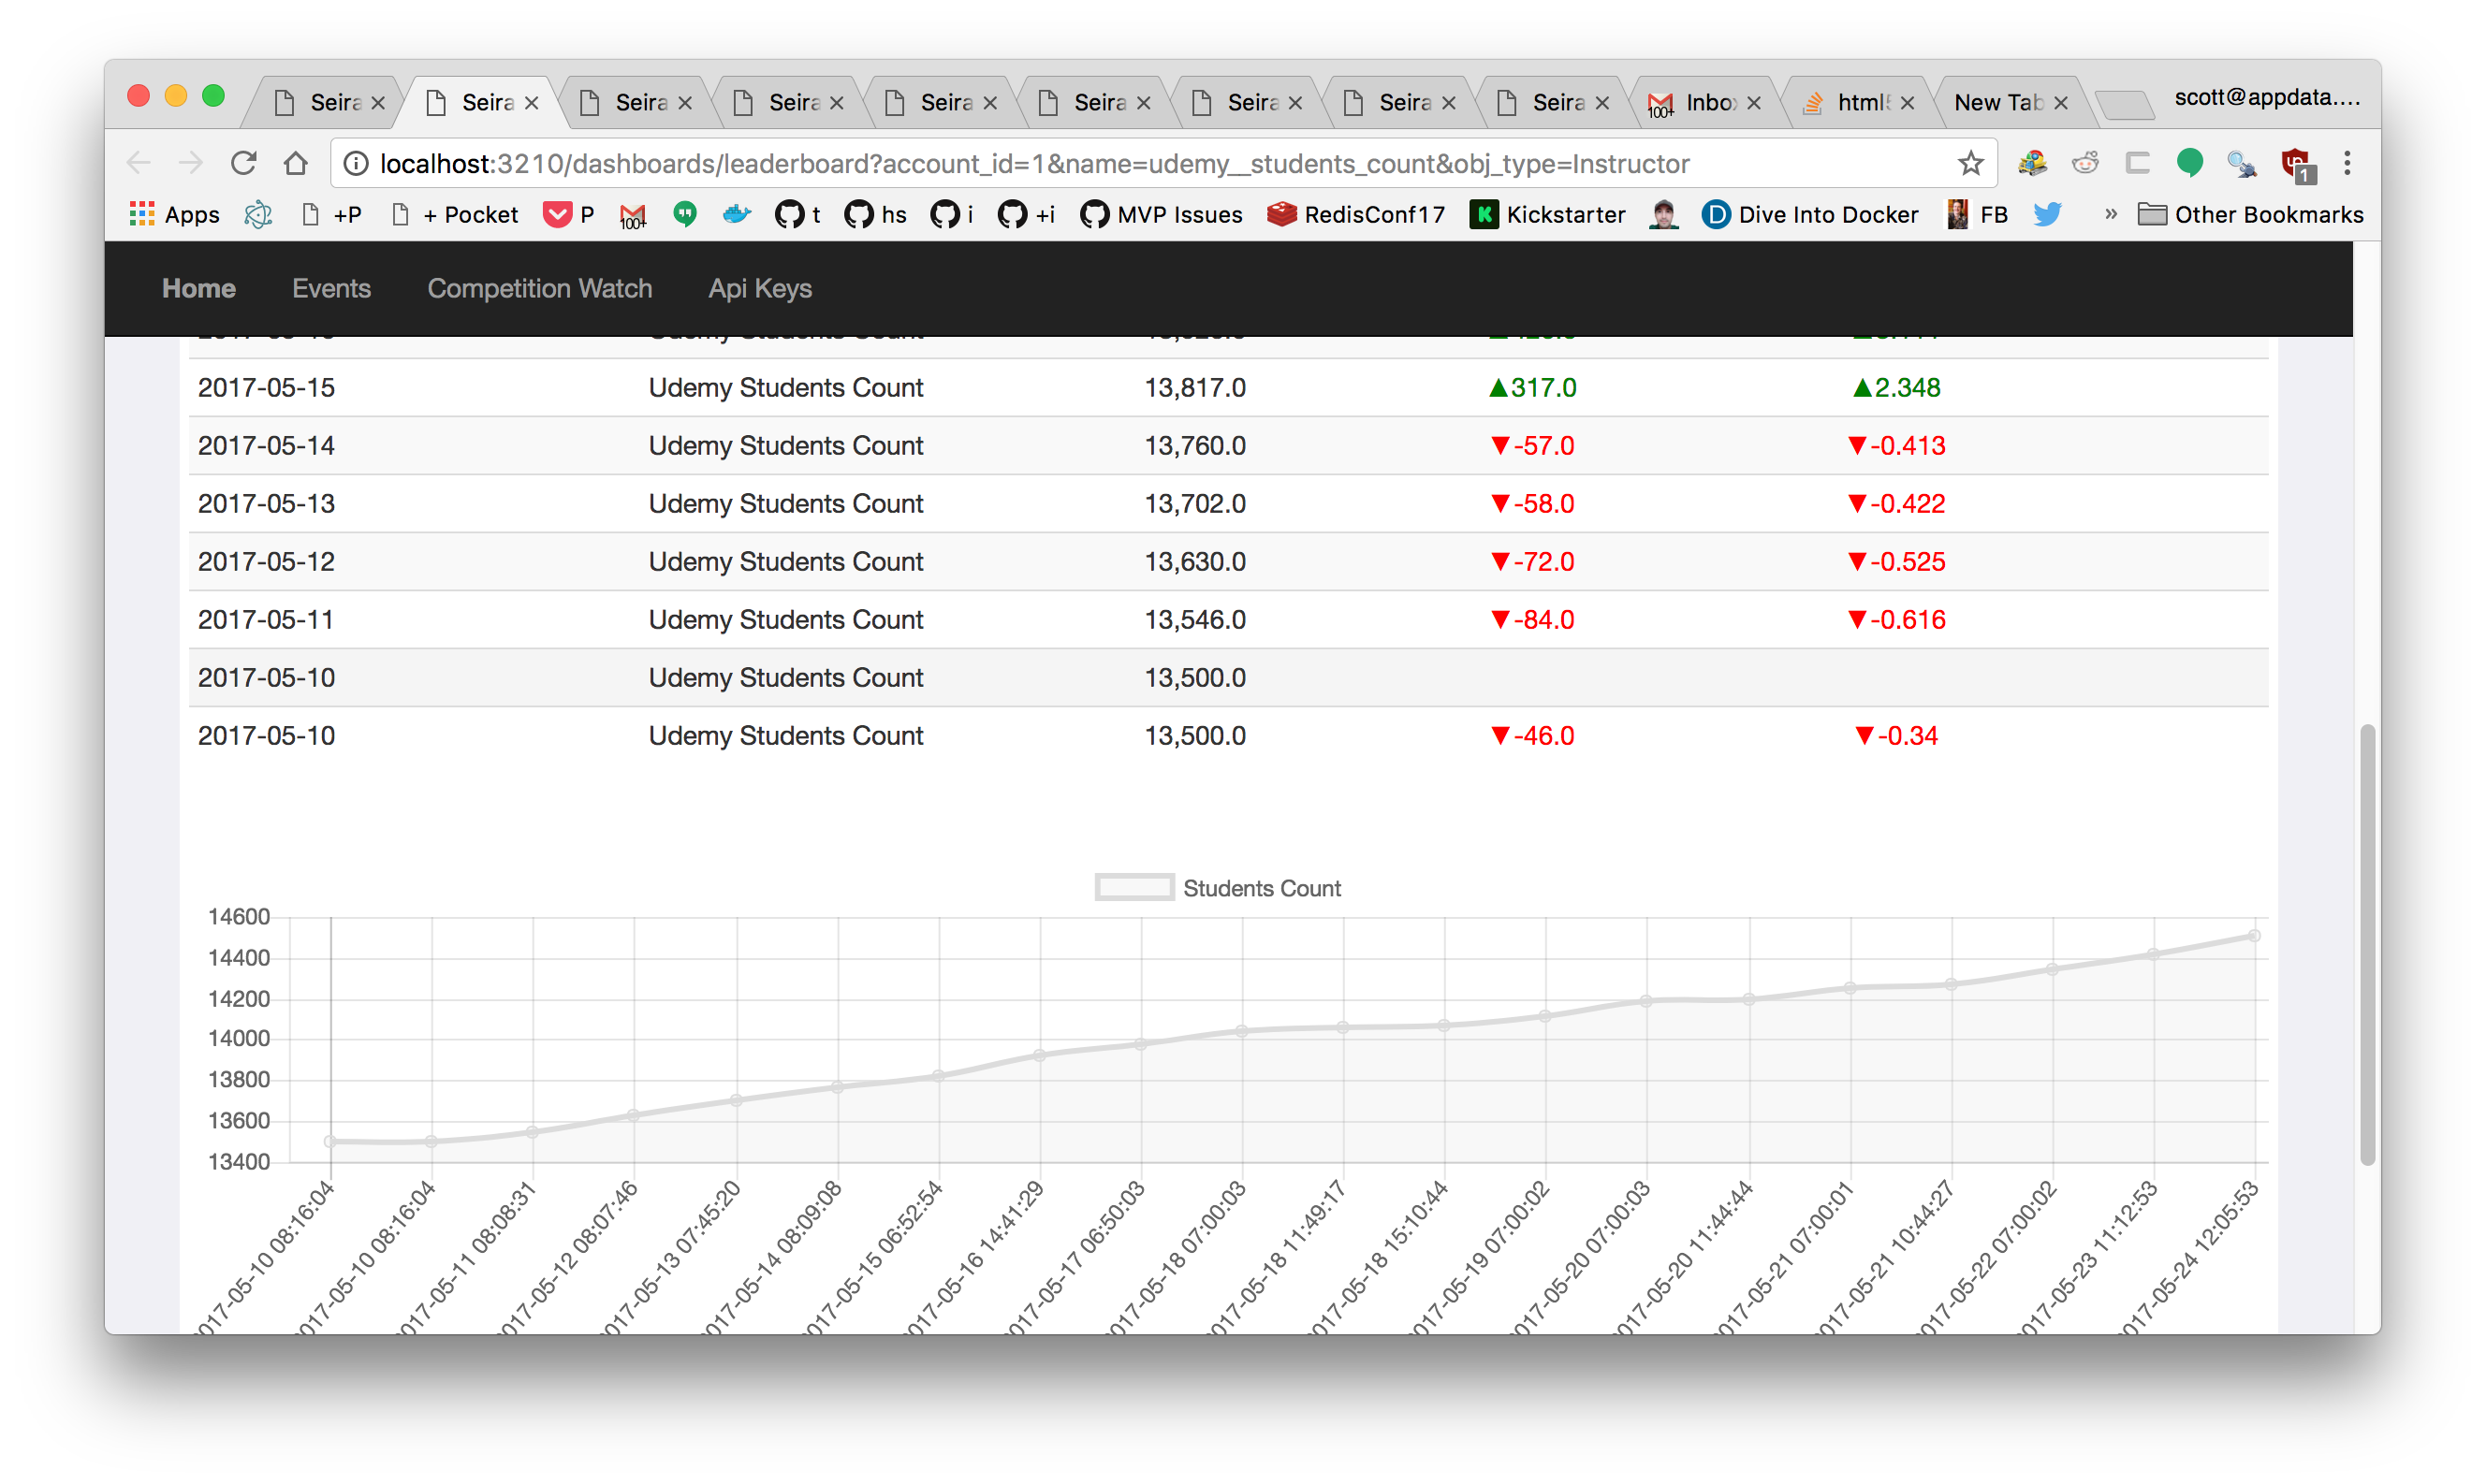 Seira Seira Seira Seira Seira Seira Seira Seira Seira Inbox html5 New Tab scott@appdata....
localhost:3210/dashboards/leaderboard?account_id=1&name=udemy__students_count&obj_type=Instructor 1
Apps +P + Pocket P 100+ t hs i +i MVP Issues RedisConf17 Kickstarter Dive Into Docker FB » Other Bookmarks
Home Events Competition Watch Api Keys
2017-05-15 Udemy Students Count 13,817.0 ▲317.0 ▲2.348
2017-05-14 Udemy Students Count 13,760.0 ▼-57.0 ▼-0.413
2017-05-13 Udemy Students Count 13,702.0 ▼-58.0 ▼-0.422
2017-05-12 Udemy Students Count 13,630.0 ▼-72.0 ▼-0.525
2017-05-11 Udemy Students Count 13,546.0 ▼-84.0 ▼-0.616
2017-05-10 Udemy Students Count 13,500.0
2017-05-10 Udemy Students Count 13,500.0 ▼-46.0 ▼-0.34
Students Count
14600
14400
14200
14000
13800
13600
13400
017-05-10 08:16:04
017-05-10 08:16:04
017-05-11 08:08:31
017-05-12 08:07:46
017-05-13 07:45:20
017-05-14 08:09:08
017-05-15 06:52:54
017-05-16 14:41:29
017-05-17 06:50:03
017-05-18 07:00:03
017-05-18 11:49:17
017-05-18 15:10:44
017-05-19 07:00:02
017-05-20 07:00:03
017-05-20 11:44:44
017-05-21 07:00:01
017-05-21 10:44:27
017-05-22 07:00:02
017-05-23 11:12:53
017-05-24 12:05:53